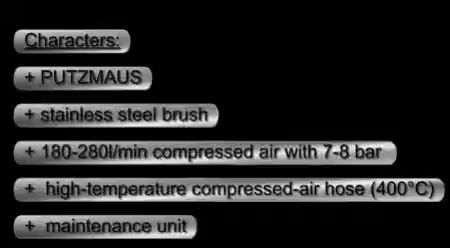 Characters:
+ PUTZMAUS
+ stainless steel brush
+ 180-280l/min compressed air with 7-8 bar
+ high-temperature compressed-air hose (400°C)
+ maintenance unit